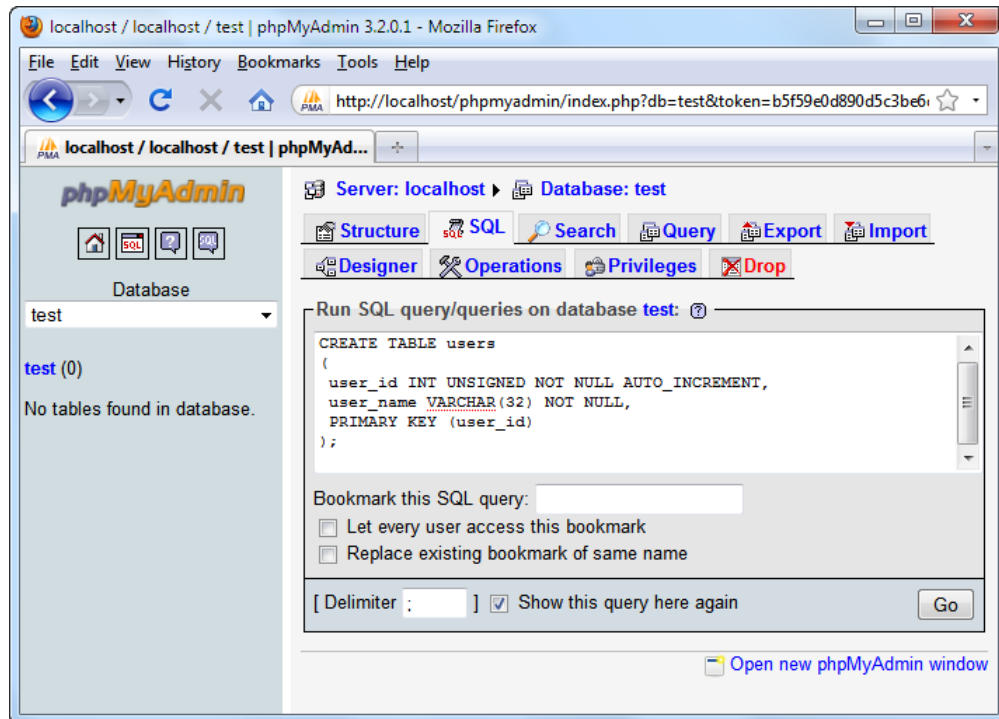 localhost / localhost / test | phpMyAdmin 3.2.0.1 - Mozilla Firefox
File Edit View History Bookmarks Tools Help
PMA http://localhost/phpmyadmin/index.php?db=test&token=b5f59e0d890d5c3be6
PMA localhost / localhost / test | phpMyAd...
phpMyAdmin
Server: localhost Database: test
Structure SQL Search Query Export Import
SQL
Designer Operations Privileges Drop
Database
test
Run SQL query/queries on database test:
CREATE TABLE users
(
user_id INT UNSIGNED NOT NULL AUTO_INCREMENT,
user_name VARCHAR(32) NOT NULL,
PRIMARY KEY (user_id)
);
test (0)
No tables found in database.
Bookmark this SQL query:
Let every user access this bookmark
Replace existing bookmark of same name
[ Delimiter ; ] Show this query here again Go
Open new phpMyAdmin window